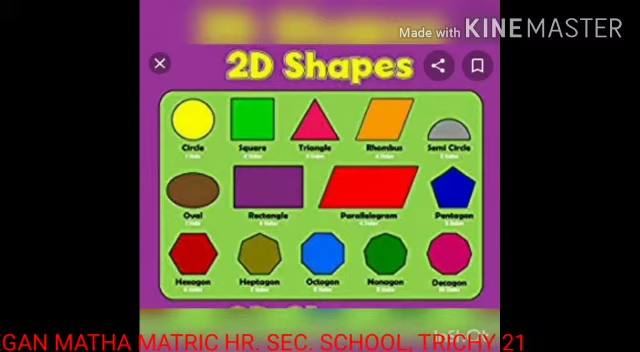 Made with KINEMASTER
2D Shapes
Circle Square Triangle Rhombus Semi Circle
Oval Rectangle Parallelogram Pentagon
Hexagon Heptagon Octagon Nonagon Decagon
GAN MATHA MATRIC HR. SEC. SCHOOL, TRICHY 21